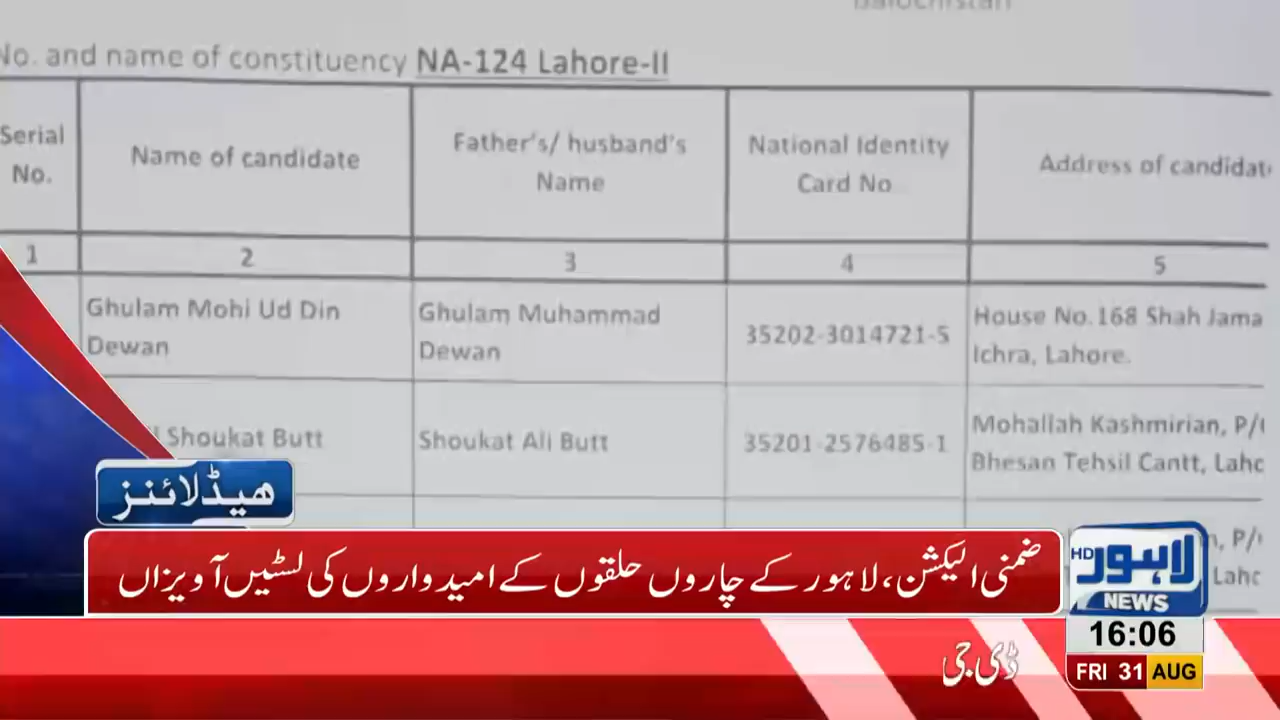 Balochistan
No. and name of constituency NA-124 Lahore-II
Serial No.
Name of candidate
Father's/ husband's Name
National Identity Card No
Address of candidate
1
2
3
4
5
Ghulam Mohi Ud Din Dewan
Ghulam Muhammad Dewan
35202-3014721-5
House No.168 Shah Jama
Ichra, Lahore.
Shoukat Butt
Shoukat Ali Butt
35201-2576485-1
Mohallah Kashmirian, P/
Bhesan Tehsil Cantt, Laho
P/
Laho
ھیڈلائنز
ضمنی الیکشن، لاہور کے چاروں حلقوں کے امیدواروں کی لسٹیں آویزاں
لاہور HD
NEWS
16:06
FRI 31 AUG
ڈی جی